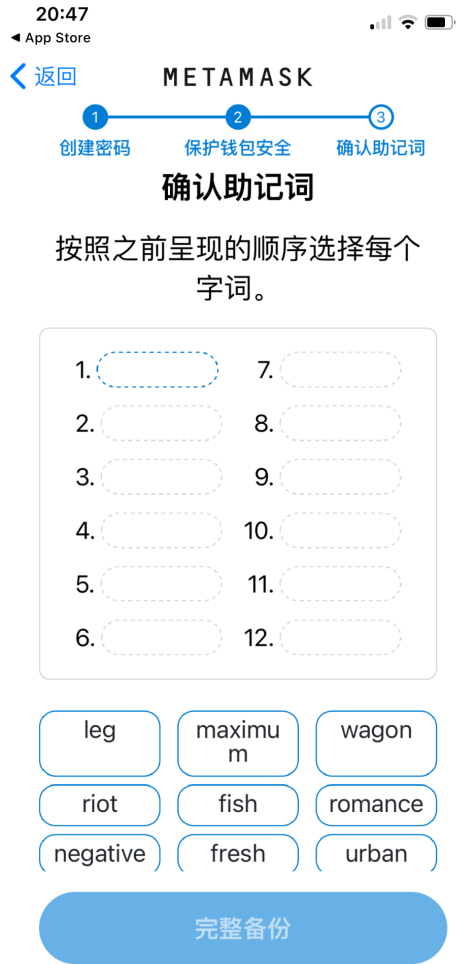 20:47
◀ App Store
返回
METAMASK
1 2 3
创建密码 保护钱包安全 确认助记词
确认助记词
按照之前呈现的顺序选择每个
字词。
1. 7.
2. 8.
3. 9.
4. 10.
5. 11.
6. 12.
leg maximu wagon
m
riot fish romance
negative fresh urban
完整备份